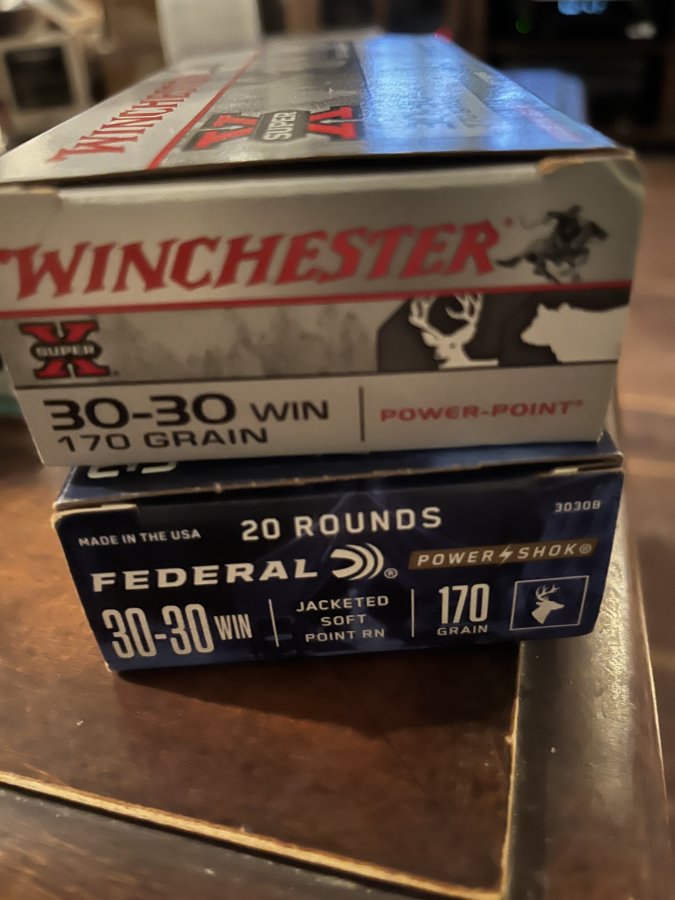 WINCHESTER
SUPER X
WINCHESTER
SUPER X
30-30 WIN
170 GRAIN
POWER-POINT®
MADE IN THE USA
20 ROUNDS
30308
FEDERAL®
POWER SHOK®
30-30 WIN
JACKETED
SOFT
POINT RN
170
GRAIN